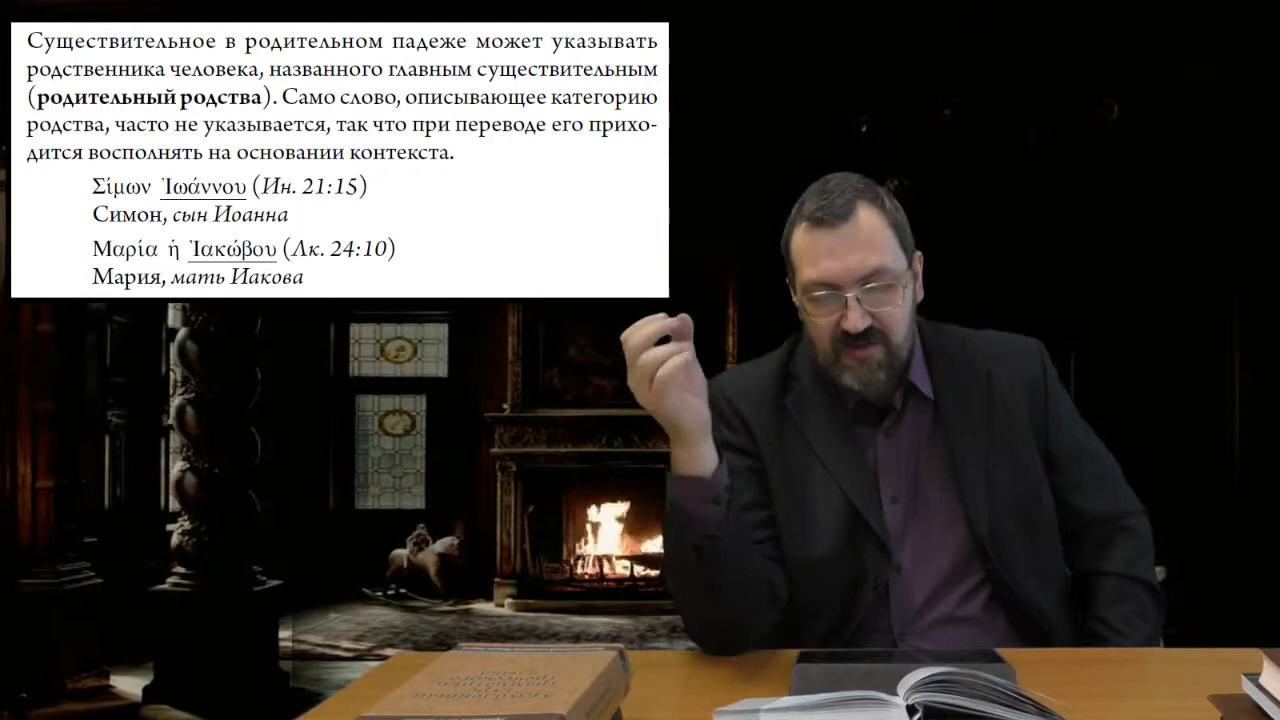 Существительное в родительном падеже может указывать
родственника человека, названного главным существительным
(родительный родства). Само слово, описывающее категорию
родства, часто не указывается, так что при переводе его прихо-
дится восполнять на основании контекста.
Σίμων Ἰωάννου (Ин. 21:15)
Симон, сын Иоанна
Μαρία ἡ Ἰακώβου (Лк. 24:10)
Мария, мать Иакова